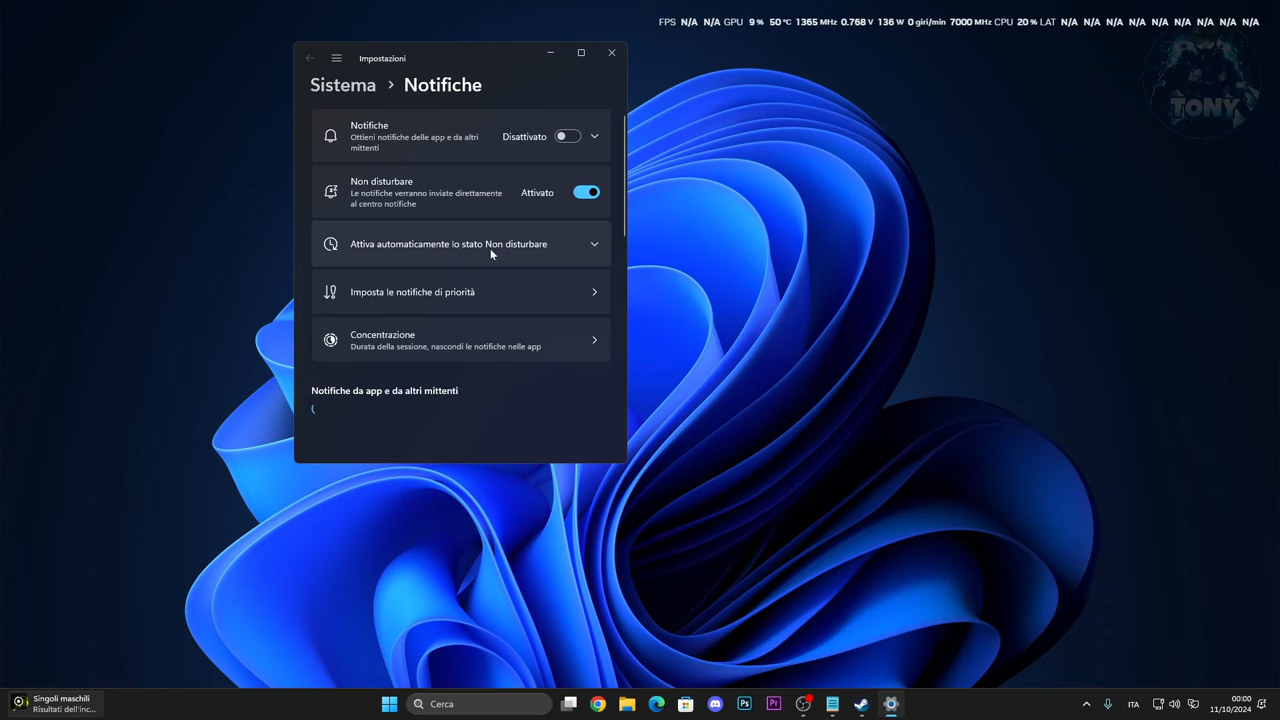 FPS N/A N/A GPU 9 % 50 °C 1365 MHz 0.768 V 136 W 0 giri/min 7000 MHz CPU 20 % LAT N/A N/A N/A N/A N/A N/A N/A N/A N/A
TONY
Impostazioni
Sistema > Notifiche
Notifiche
Ottieni notifiche delle app e da altri
mittenti
Disattivato
Non disturbare
Le notifiche verranno inviate direttamente
al centro notifiche
Attivato
Attiva automaticamente lo stato Non disturbare
Imposta le notifiche di priorità
Concentrazione
Durata della sessione, nascondi le notifiche nelle app
Notifiche da app e da altri mittenti
Singoli maschili
Risultati dell'inc...
Cerca
Ps
Pr
ITA
00:00
11/10/2024